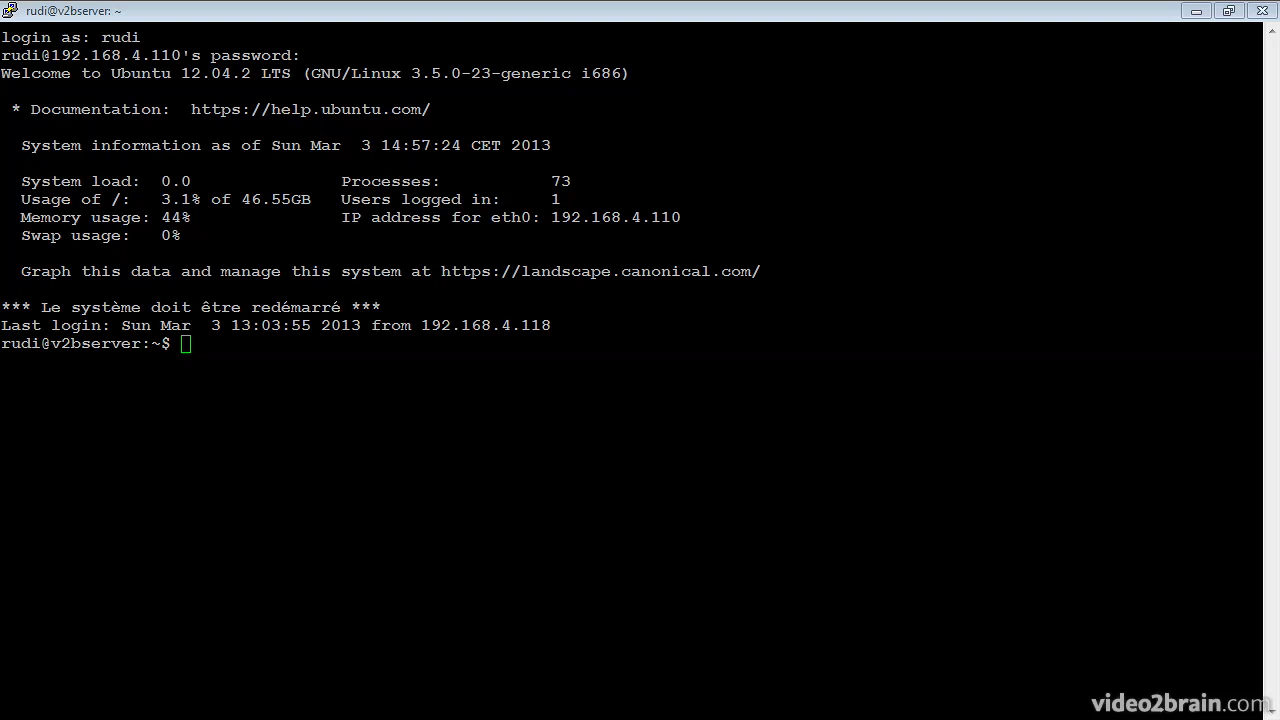 rudi@v2bserver: ~
login as: rudi
rudi@192.168.4.110's password:
Welcome to Ubuntu 12.04.2 LTS (GNU/Linux 3.5.0-23-generic i686)
* Documentation:  https://help.ubuntu.com/
System information as of Sun Mar  3 14:57:24 CET 2013
System load:  0.0               Processes:           73
Usage of /:   3.1% of 46.55GB   Users logged in:     1
Memory usage: 44%               IP address for eth0: 192.168.4.110
Swap usage:   0%
Graph this data and manage this system at https://landscape.canonical.com/
*** Le système doit être redémarré ***
Last login: Sun Mar  3 13:03:55 2013 from 192.168.4.118
rudi@v2bserver:~$
video2brain.com